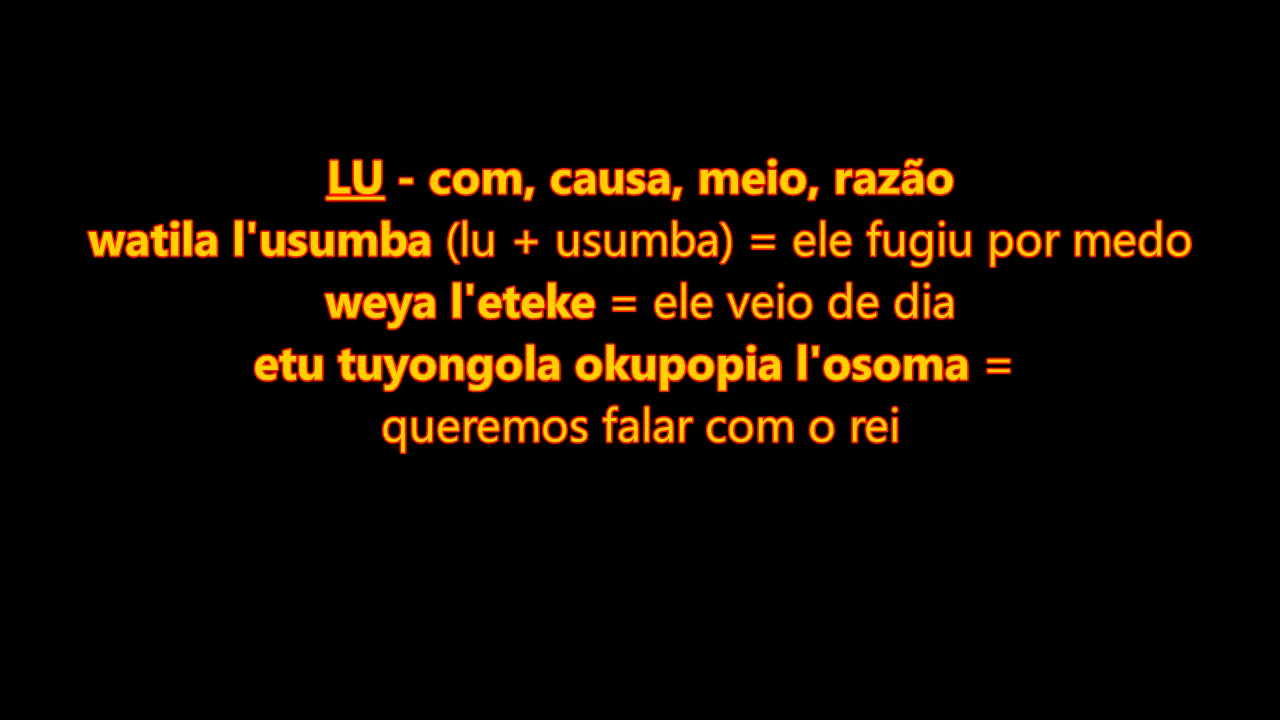 LU - com, causa, meio, razão
watila l'usumba (lu + usumba) = ele fugiu por medo
weya l'eteke = ele veio de dia
etu tuyongola okupopia l'osoma =
queremos falar com o rei